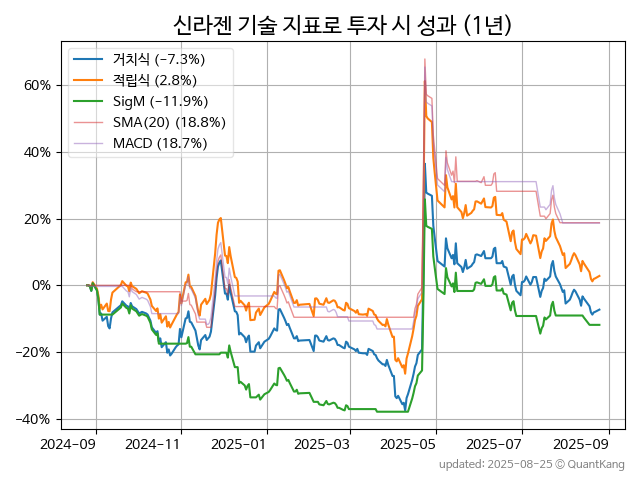 신라젠 기술 지표로 투자 시 성과 (1년)
거치식 (−7.3%)
적립식 (2.8%)
SigM (−11.9%)
SMA(20) (18.8%)
MACD (18.7%)
60%
40%
20%
0%
−20%
−40%
2024−09 2024−11 2025−01 2025−03 2025−05 2025−07 2025−09
updated: 2025−08−25 ⓒ QuantKang